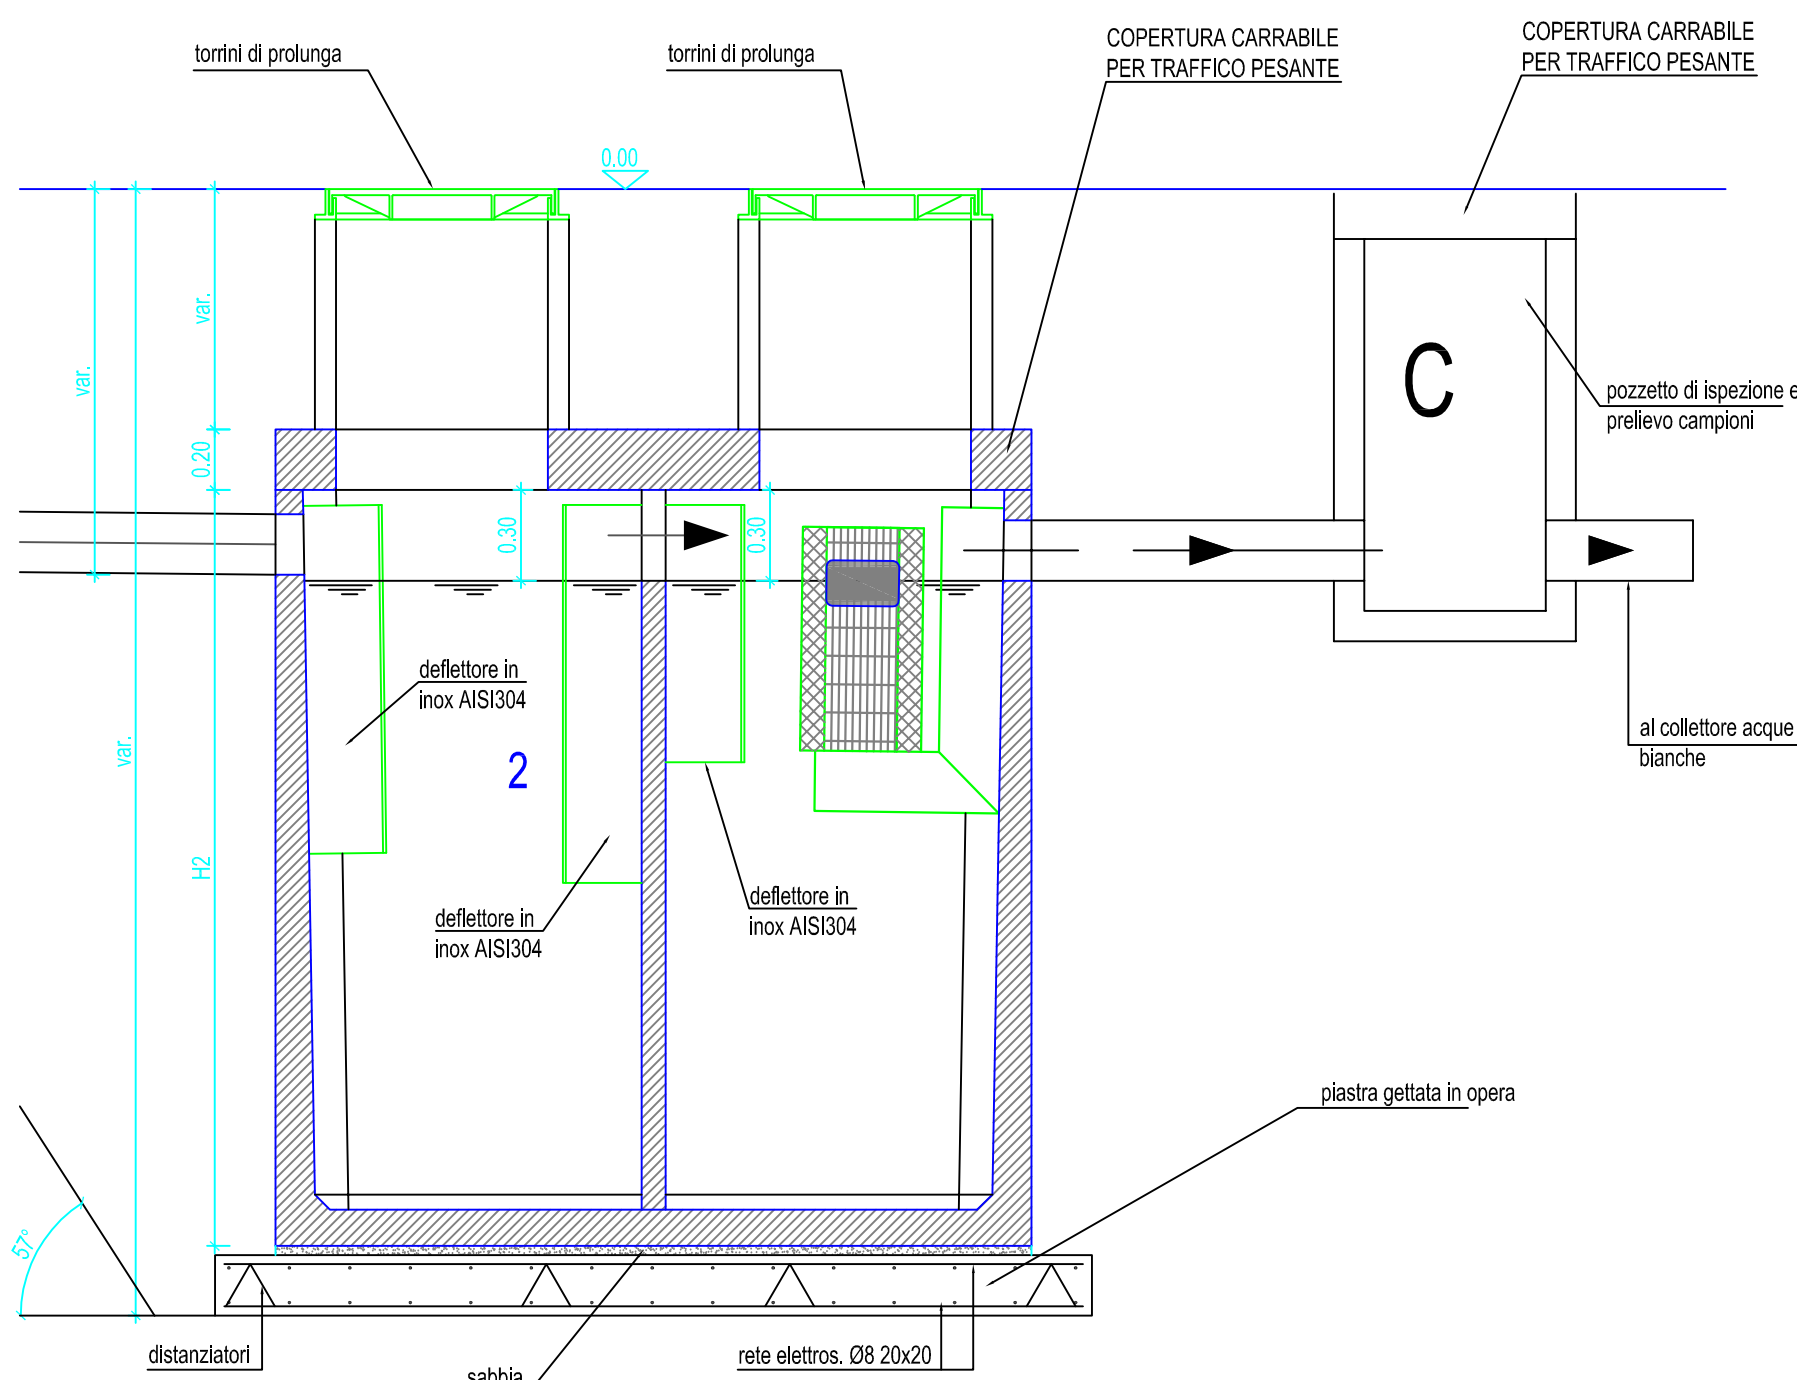 COPERTURA CARRABILE
PER TRAFFICO PESANTE
COPERTURA CARRABILE
PER TRAFFICO PESANTE
torrini di prolunga
torrini di prolunga
0.00
var.
var.
0.20
0.30
0.30
C
pozzetto di ispezione e
prelievo campioni
deflettore in
inox AISI304
2
var.
al collettore acque
bianche
H2
deflettore in
inox AISI304
deflettore in
inox AISI304
piastra gettata in opera
57°
distanziatori
rete elettros. Ø8 20x20
sabbia